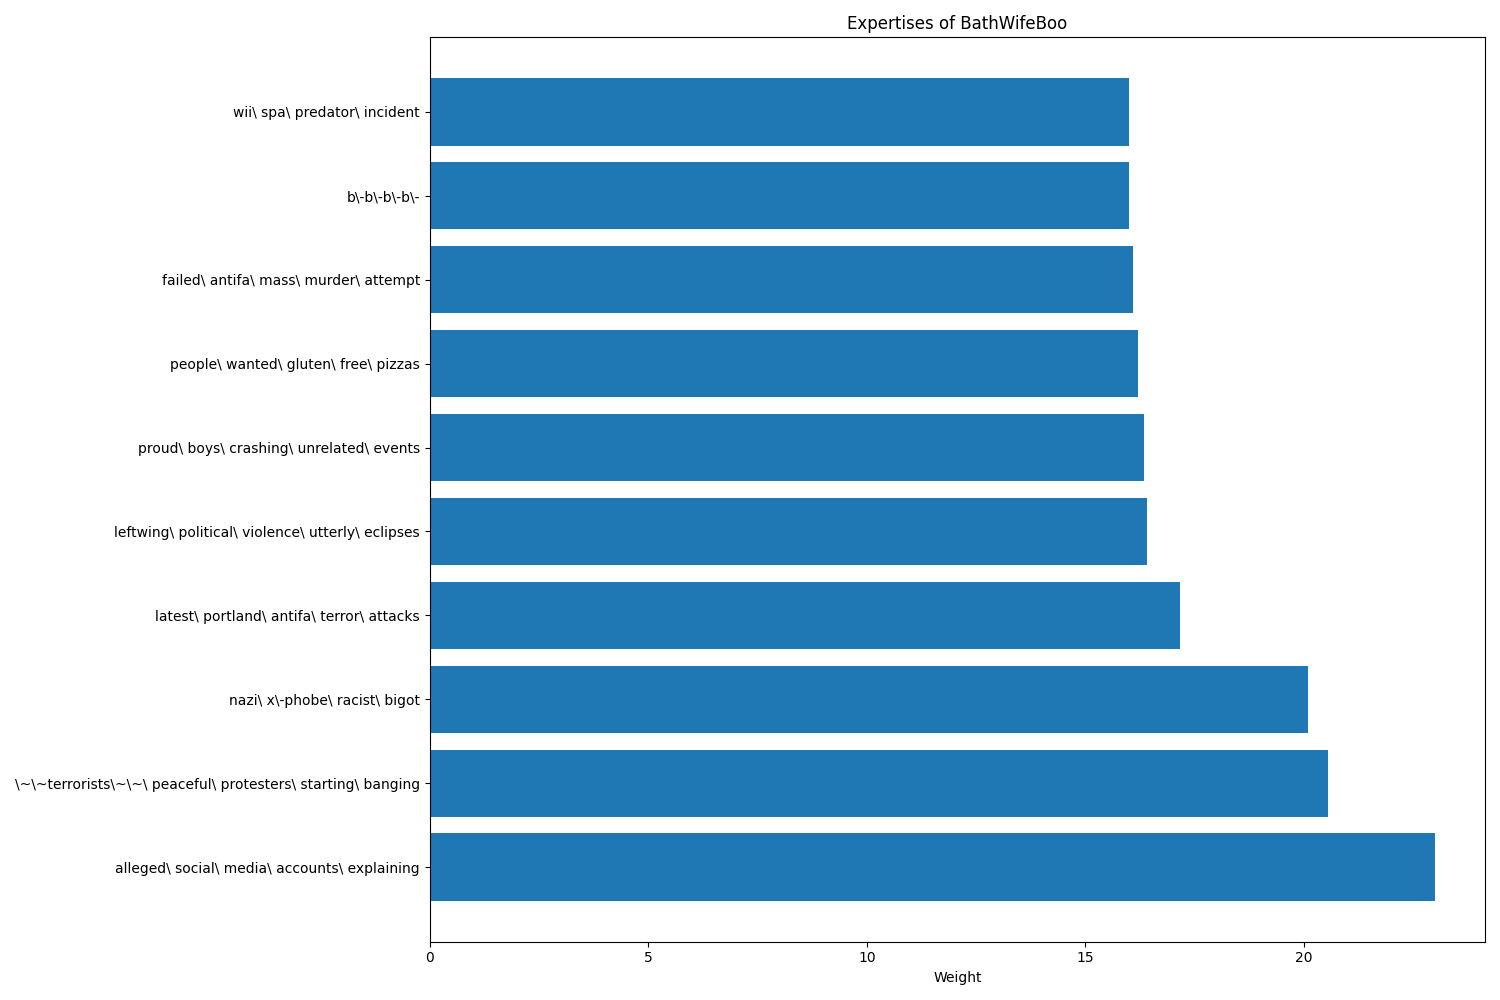 Expertises of BathWifeBoo
wii\ spa\ predator\ incident
b\-b\-b\-b\-
failed\ antifa\ mass\ murder\ attempt
people\ wanted\ gluten\ free\ pizzas
proud\ boys\ crashing\ unrelated\ events
leftwing\ political\ violence\ utterly\ eclipses
latest\ portland\ antifa\ terror\ attacks
nazi\ x\-phobe\ racist\ bigot
\~\~terrorists\~\~\ peaceful\ protesters\ starting\ banging
alleged\ social\ media\ accounts\ explaining
0 5 10 15 20
Weight